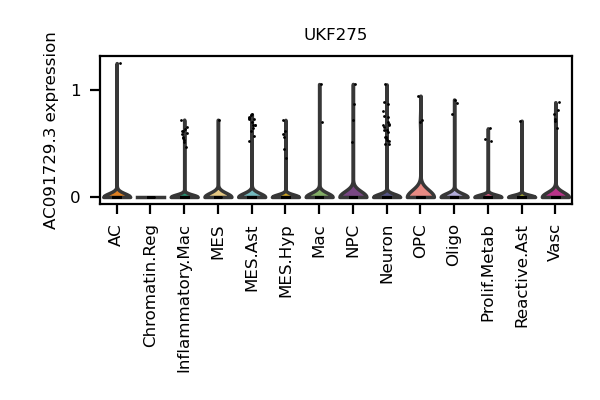 UKF275
AC091729.3 expression
1
0
AC
Chromatin.Reg
Inflammatory.Mac
MES
MES.Ast
MES.Hyp
Mac
NPC
Neuron
OPC
Oligo
Prolif.Metab
Reactive.Ast
Vasc